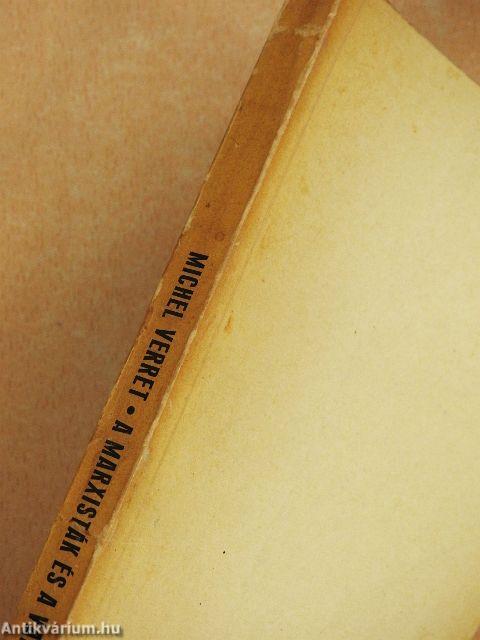 MICHEL VERRET • A MARXISTÁK ÉS A
Antikvárium.hu